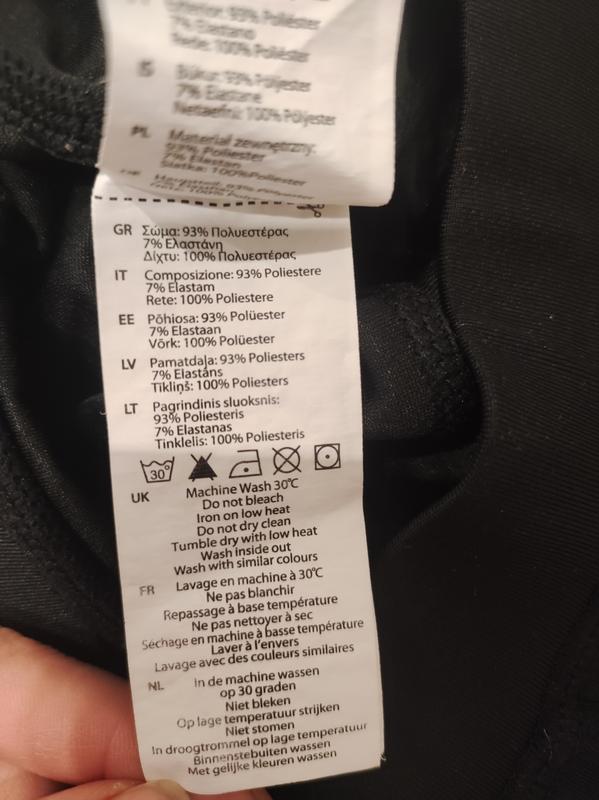 7% Elastano
Rede: 100% Poliéster
IS Búkur: 93% Polyester
7% Elastane
Netaefni: 100% Polyester
PL Materiał zewnętrzny:
93% Poliester
7% Elastan
Siatka: 100% Poliester
GR Σώμα: 93% Πολυεστέρας
7% Ελαστάνη
Δίχτυ: 100% Πολυεστέρας
IT Composizione: 93% Poliestere
7% Elastam
Rete: 100% Poliestere
EE Põhiosa: 93% Polüester
7% Elastaan
Võrk: 100% Polüester
LV Pamatdaļa: 93% Poliesters
7% Elastāns
Tīkliņš: 100% Poliesters
LT Pagrindinis sluoksnis:
93% Poliesteris
7% Elastanas
Tinklelis: 100% Poliesteris
30°
UK Machine Wash 30°C
Do not bleach
Iron on low heat
Do not dry clean
Tumble dry with low heat
Wash inside out
Wash with similar colours
FR Lavage en machine à 30°C
Ne pas blanchir
Repassage à base température
Ne pas nettoyer à sec
Séchage en machine à basse température
Laver à l'envers
Lavage avec des couleurs similaires
NL In de machine wassen
op 30 graden
Niet bleken
Op lage temperatuur strijken
Niet stomen
In droogtrommel op lage temperatuur
Binnenstebuiten wassen
Met gelijke kleuren wassen